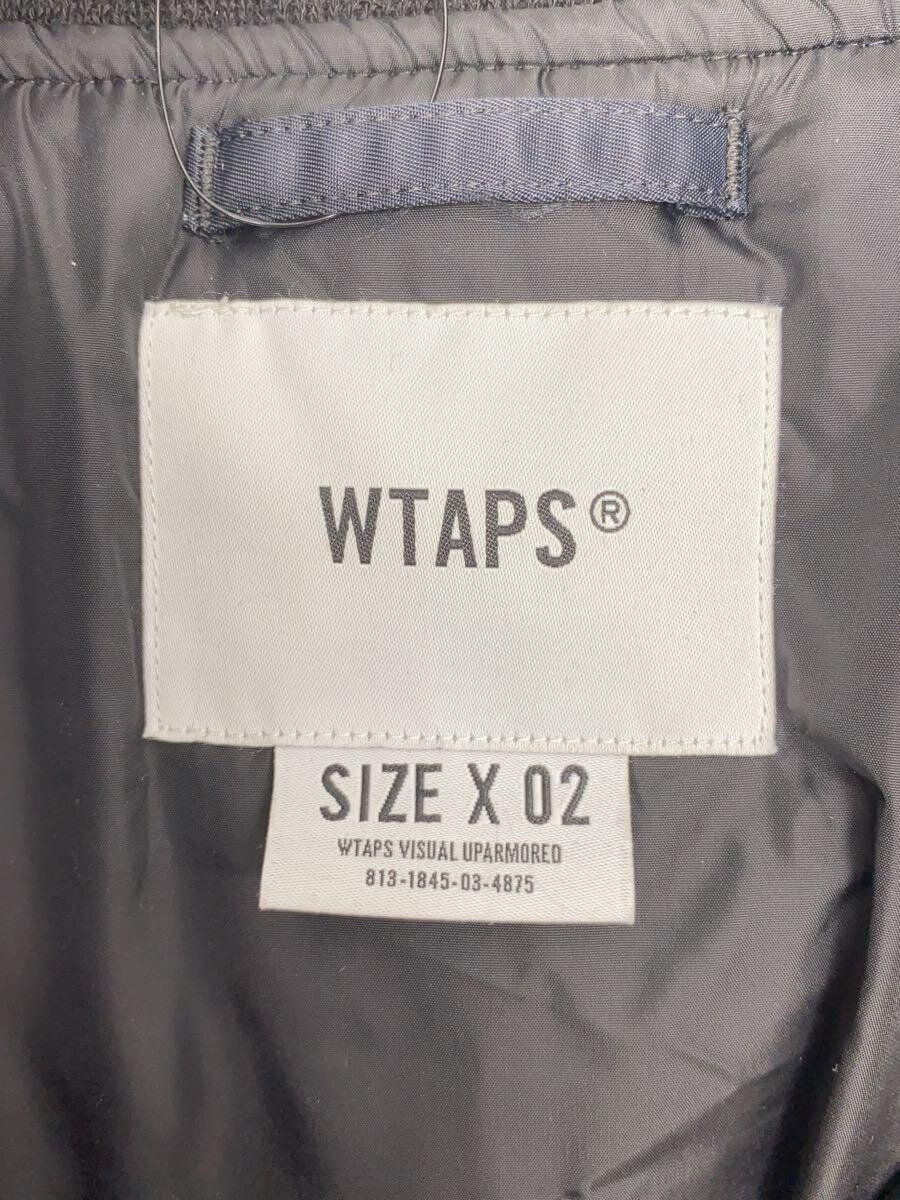 WTAPS®
SIZE X 02
WTAPS VISUAL UPARMORED
813-1845-03-4875